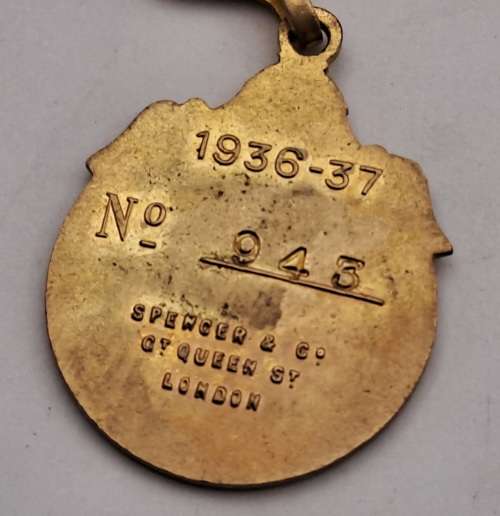 1936-37
Nº 943
SPENCER & Cº
GT QUEEN ST
LONDON